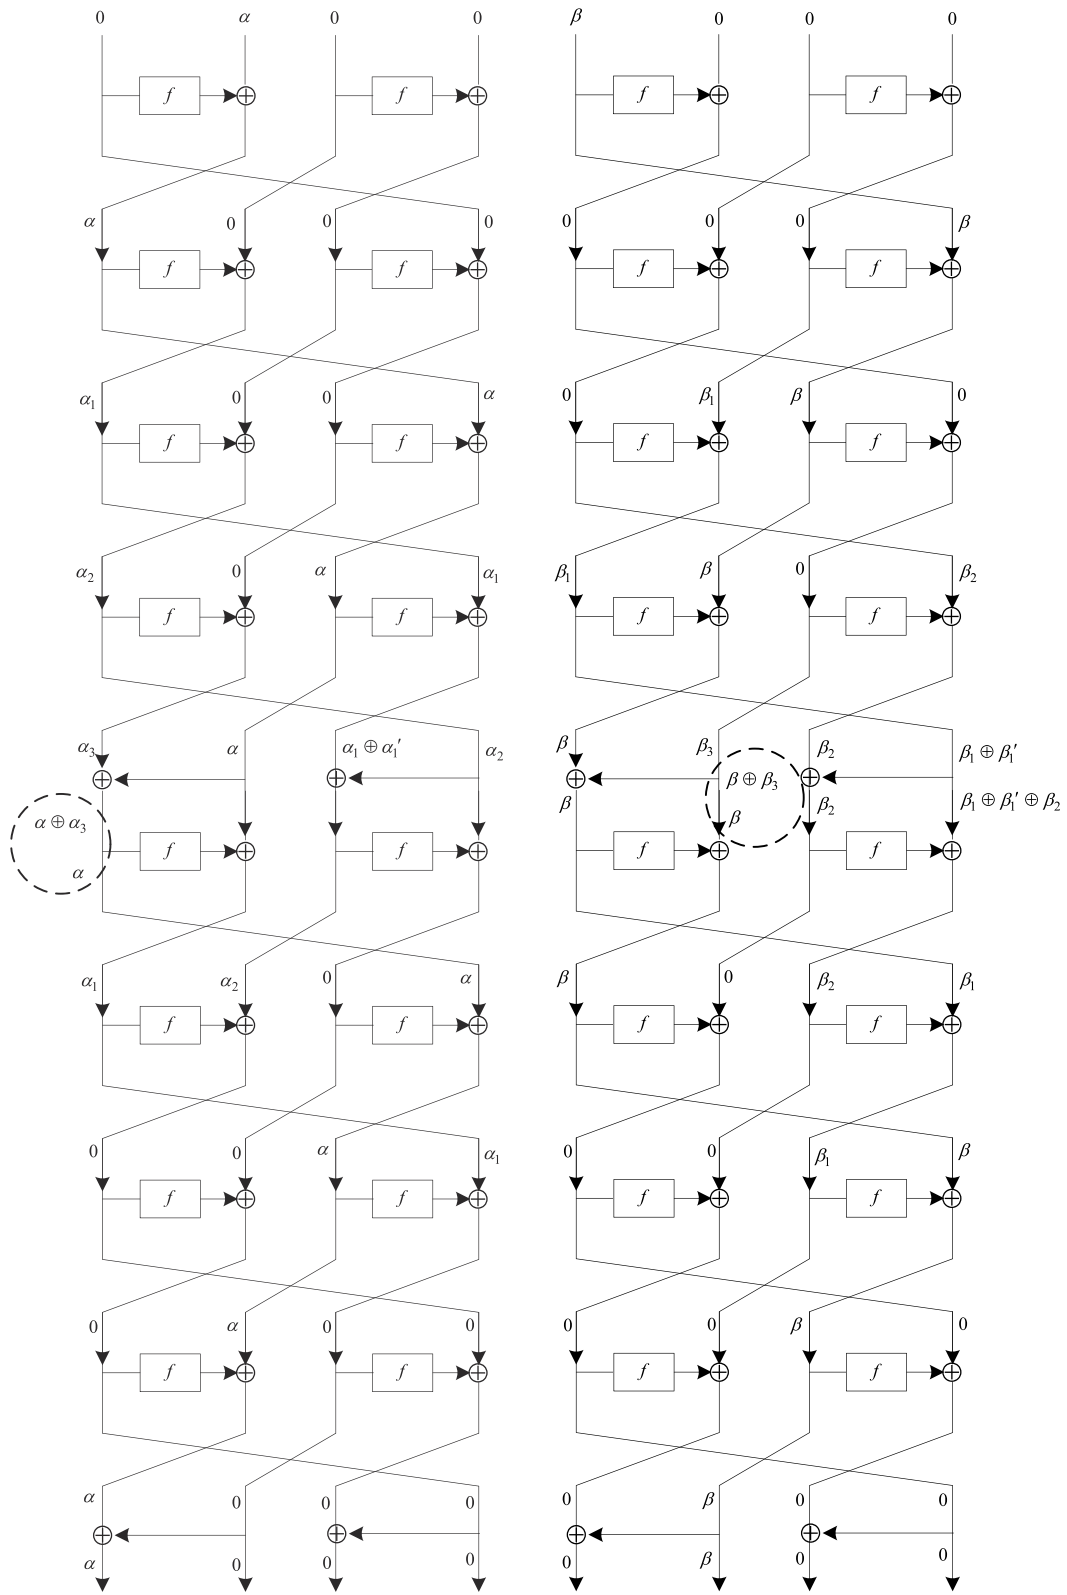 0 α 0 0 β 0 0 0
f f f f
α 0 0 0 0 0 0 β
f f f f
α₁ 0 0 α 0 β₁ β 0
f f f f
α₂ 0 α α₁ β₁ β 0 β₂
f f f f
α₃ α α₁ ⊕ α₁′ α₂ β β₃ β₂ β₁ ⊕ β₁′
β ⊕ β₃
α ⊕ α₃ β β β₂ β₁ ⊕ β₁′ ⊕ β₂
f f f f
α
α₁ α₂ 0 α β 0 β₂ β₁
f f f f
0 0 α α₁ 0 0 β₁ β
f f f f
0 α 0 0 0 0 β 0
f f f f
α 0 0 0 0 β 0 0
α 0 0 0 0 β 0 0